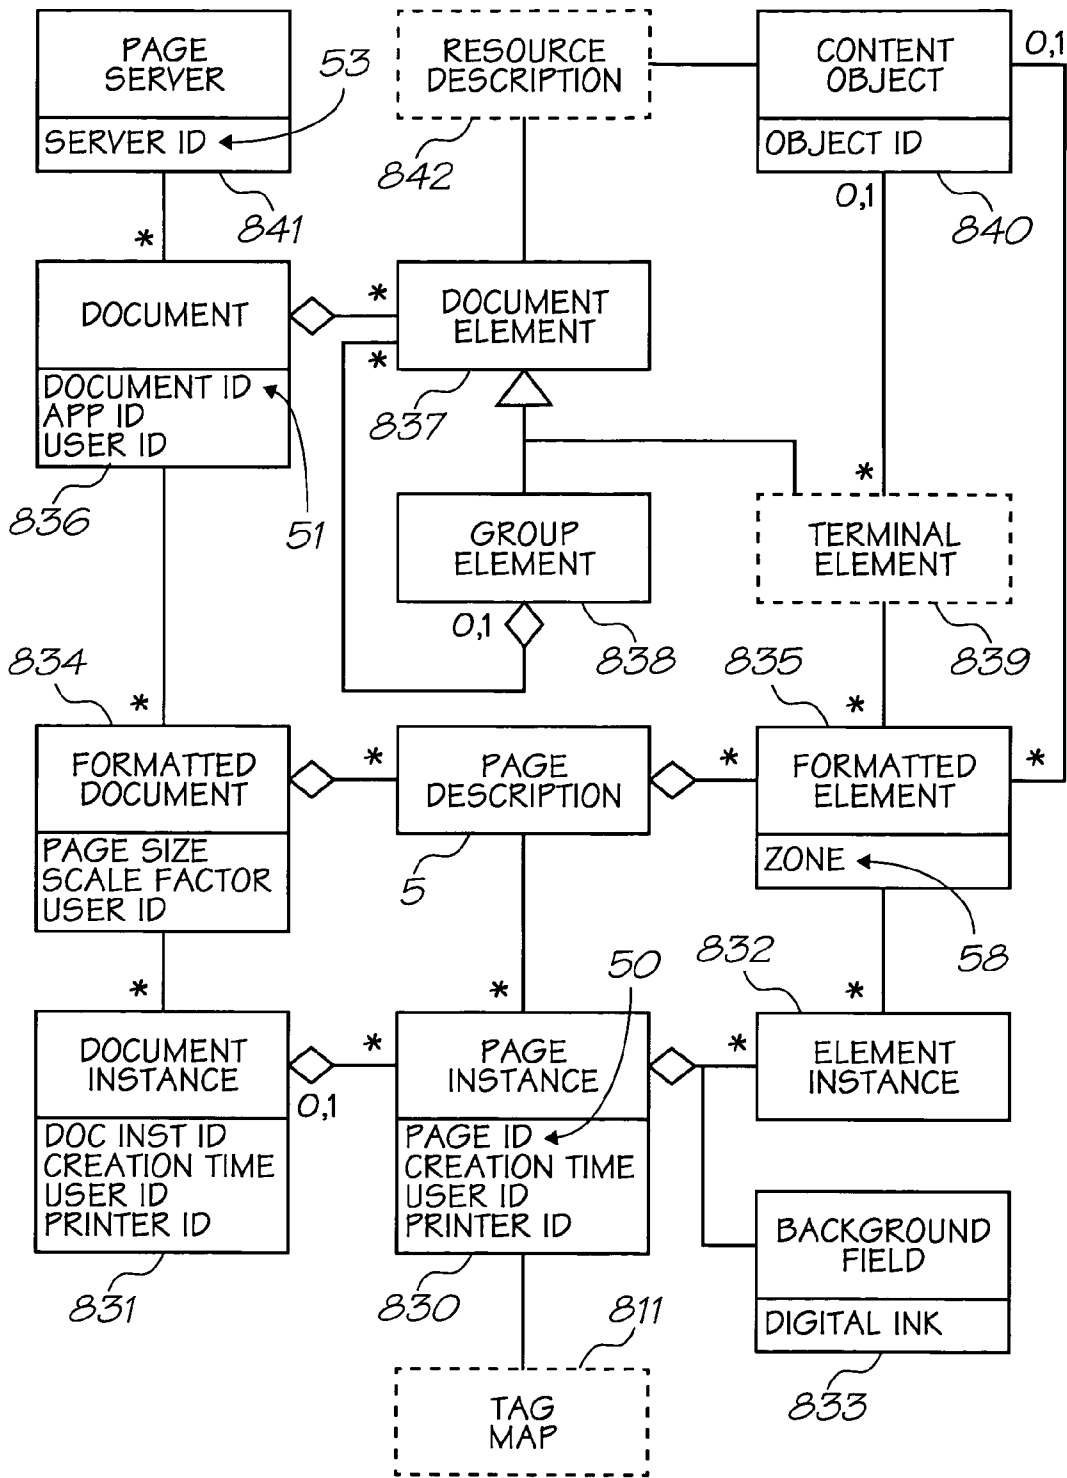 PAGE
SERVER
SERVER ID
53
841
RESOURCE
DESCRIPTION
842
CONTENT
OBJECT
OBJECT ID
0,1
0,1
840
*
DOCUMENT
DOCUMENT ID
APP ID
USER ID
836
51
*
*
DOCUMENT
ELEMENT
837
GROUP
ELEMENT
0,1
838
*
TERMINAL
ELEMENT
839
834
*
FORMATTED
DOCUMENT
PAGE SIZE
SCALE FACTOR
USER ID
*
PAGE
DESCRIPTION
5
835
*
*
*
FORMATTED
ELEMENT
ZONE
58
*
DOCUMENT
INSTANCE
0,1
DOC INST ID
CREATION TIME
USER ID
PRINTER ID
831
*
*
50
PAGE
INSTANCE
PAGE ID
CREATION TIME
USER ID
PRINTER ID
830
832
*
*
ELEMENT
INSTANCE
BACKGROUND
FIELD
DIGITAL INK
833
811
TAG
MAP